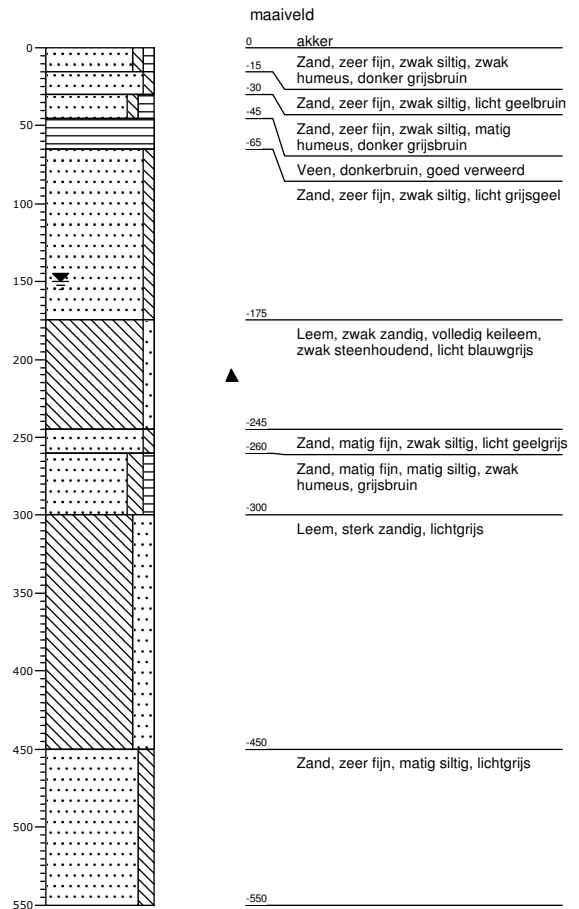 maaiveld
0 akker
0
-15 Zand, zeer fijn, zwak siltig, zwak
humeus, donker grijsbruin
-30 Zand, zeer fijn, zwak siltig, licht geelbruin
-45 Zand, zeer fijn, zwak siltig, matig
humeus, donker grijsbruin
50
-65 Veen, donkerbruin, goed verweerd
Zand, zeer fijn, zwak siltig, licht grijsgeel
100
150
-175
Leem, zwak zandig, volledig keileem,
zwak steenhoudend, licht blauwgrijs
200
-245
250 Zand, matig fijn, zwak siltig, licht geelgrijs
-260
Zand, matig fijn, matig siltig, zwak
humeus, grijsbruin
-300
300
Leem, sterk zandig, lichtgrijs
350
400
-450
450
Zand, zeer fijn, matig siltig, lichtgrijs
500
-550
550